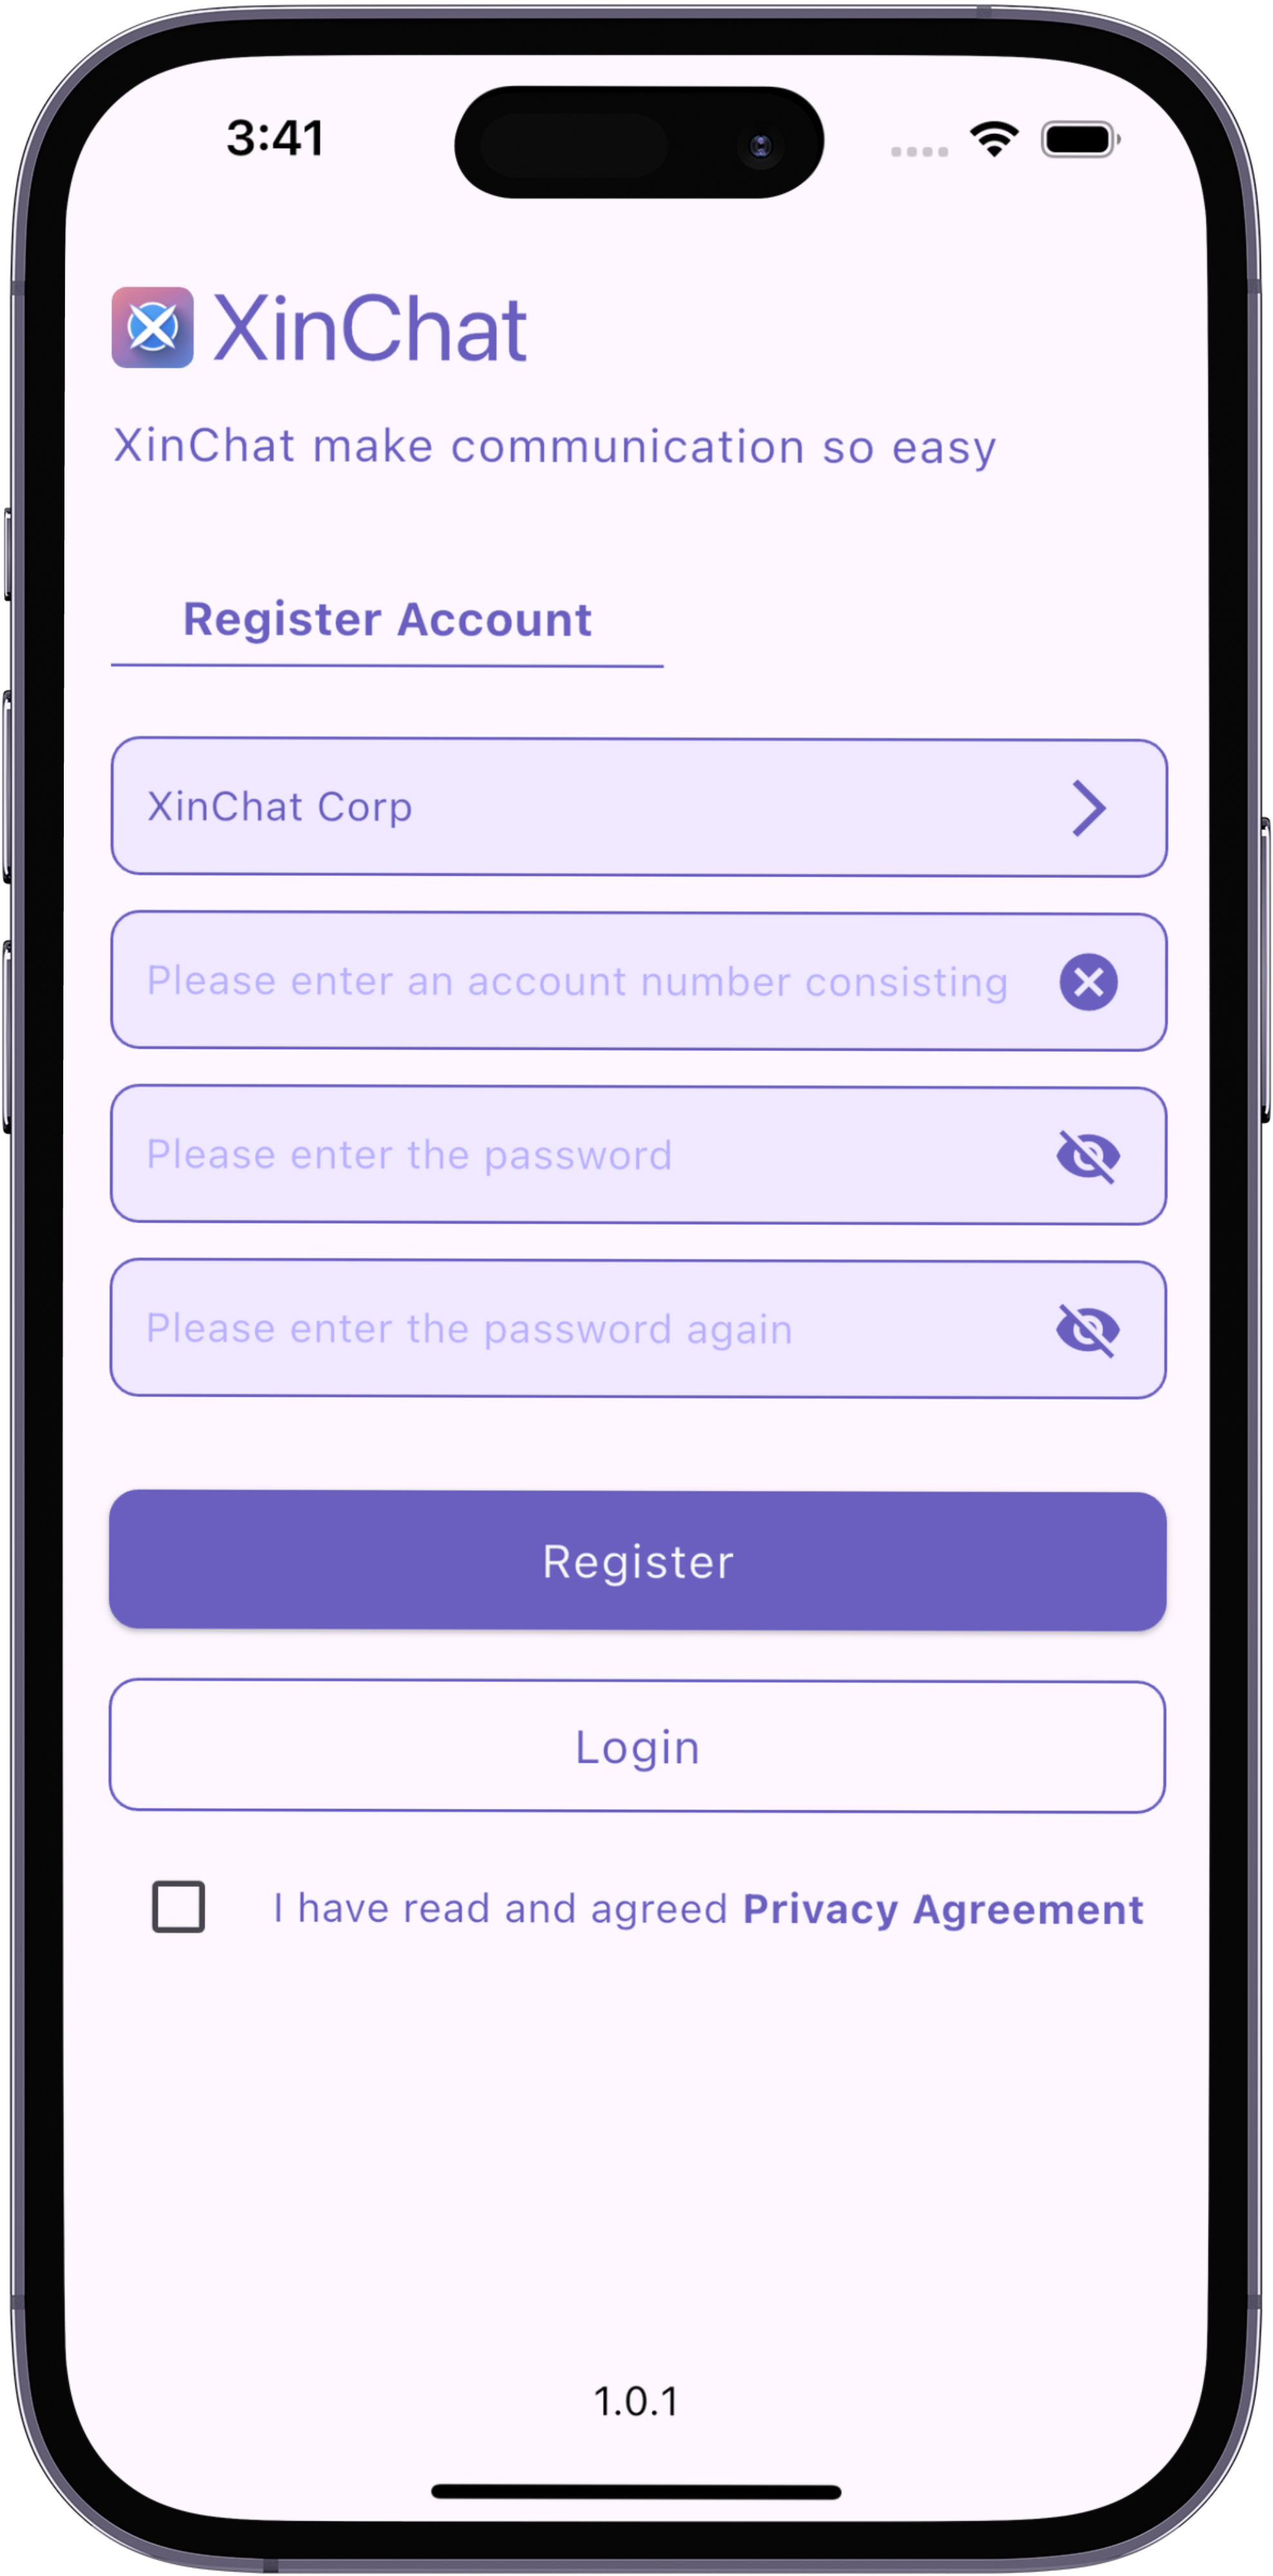 3:41
XinChat
XinChat make communication so easy
Register Account
XinChat Corp
Please enter an account number consisting
Please enter the password
Please enter the password again
Register
Login
I have read and agreed Privacy Agreement
1.0.1